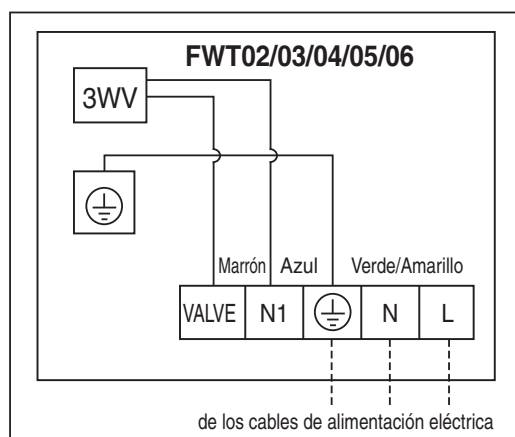 FWT02/03/04/05/06
3WV
Marrón Azul Verde/Amarillo
VALVE N1 N L
de los cables de alimentación eléctrica